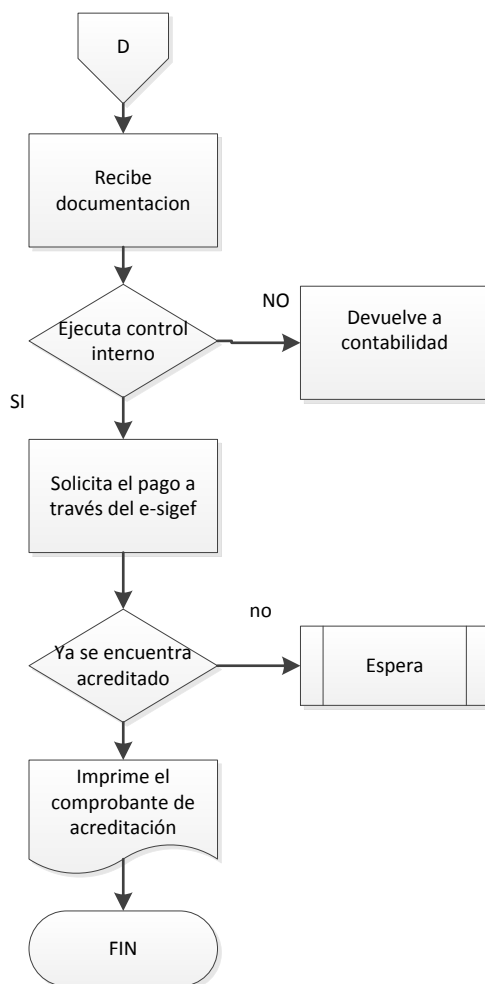 D
Recibe
documentacion
Ejecuta control
interno
NO
Devuelve a
contabilidad
SI
Solicita el pago a
través del e-sigef
Ya se encuentra
acreditado
no
Espera
Imprime el
comprobante de
acreditación
FIN